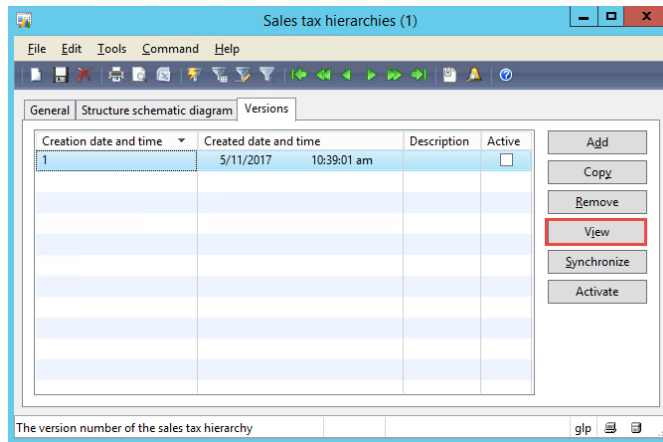 Sales tax hierarchies (1)
File Edit Tools Command Help
General Structure schematic diagram Versions
Creation date and time Created date and time Description Active
1 5/11/2017 10:39:01 am
Add
Copy
Remove
View
Synchronize
Activate
The version number of the sales tax hierarchy glp